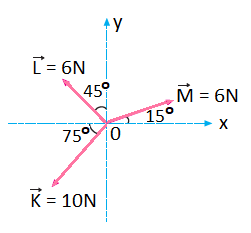 y
L⃗ = 6N
45°
M⃗ = 6N
15°
x
75°
0
K⃗ = 10N